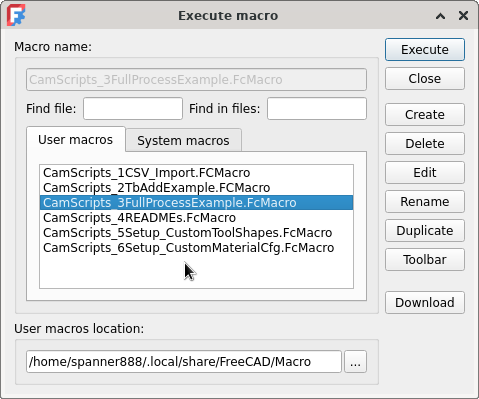 Execute macro
Macro name:
CamScripts_3FullProcessExample.FcMacro
Find file:
Find in files:
User macros
System macros
CamScripts_1CSV_Import.FCMacro
CamScripts_2TbAddExample.FCMacro
CamScripts_3FullProcessExample.FcMacro
CamScripts_4READMEs.FcMacro
CamScripts_5Setup_CustomToolShapes.FcMacro
CamScripts_6Setup_CustomMaterialCfg.FcMacro
User macros location:
/home/spanner888/.local/share/FreeCAD/Macro
...
Execute
Close
Create
Delete
Edit
Rename
Duplicate
Toolbar
Download